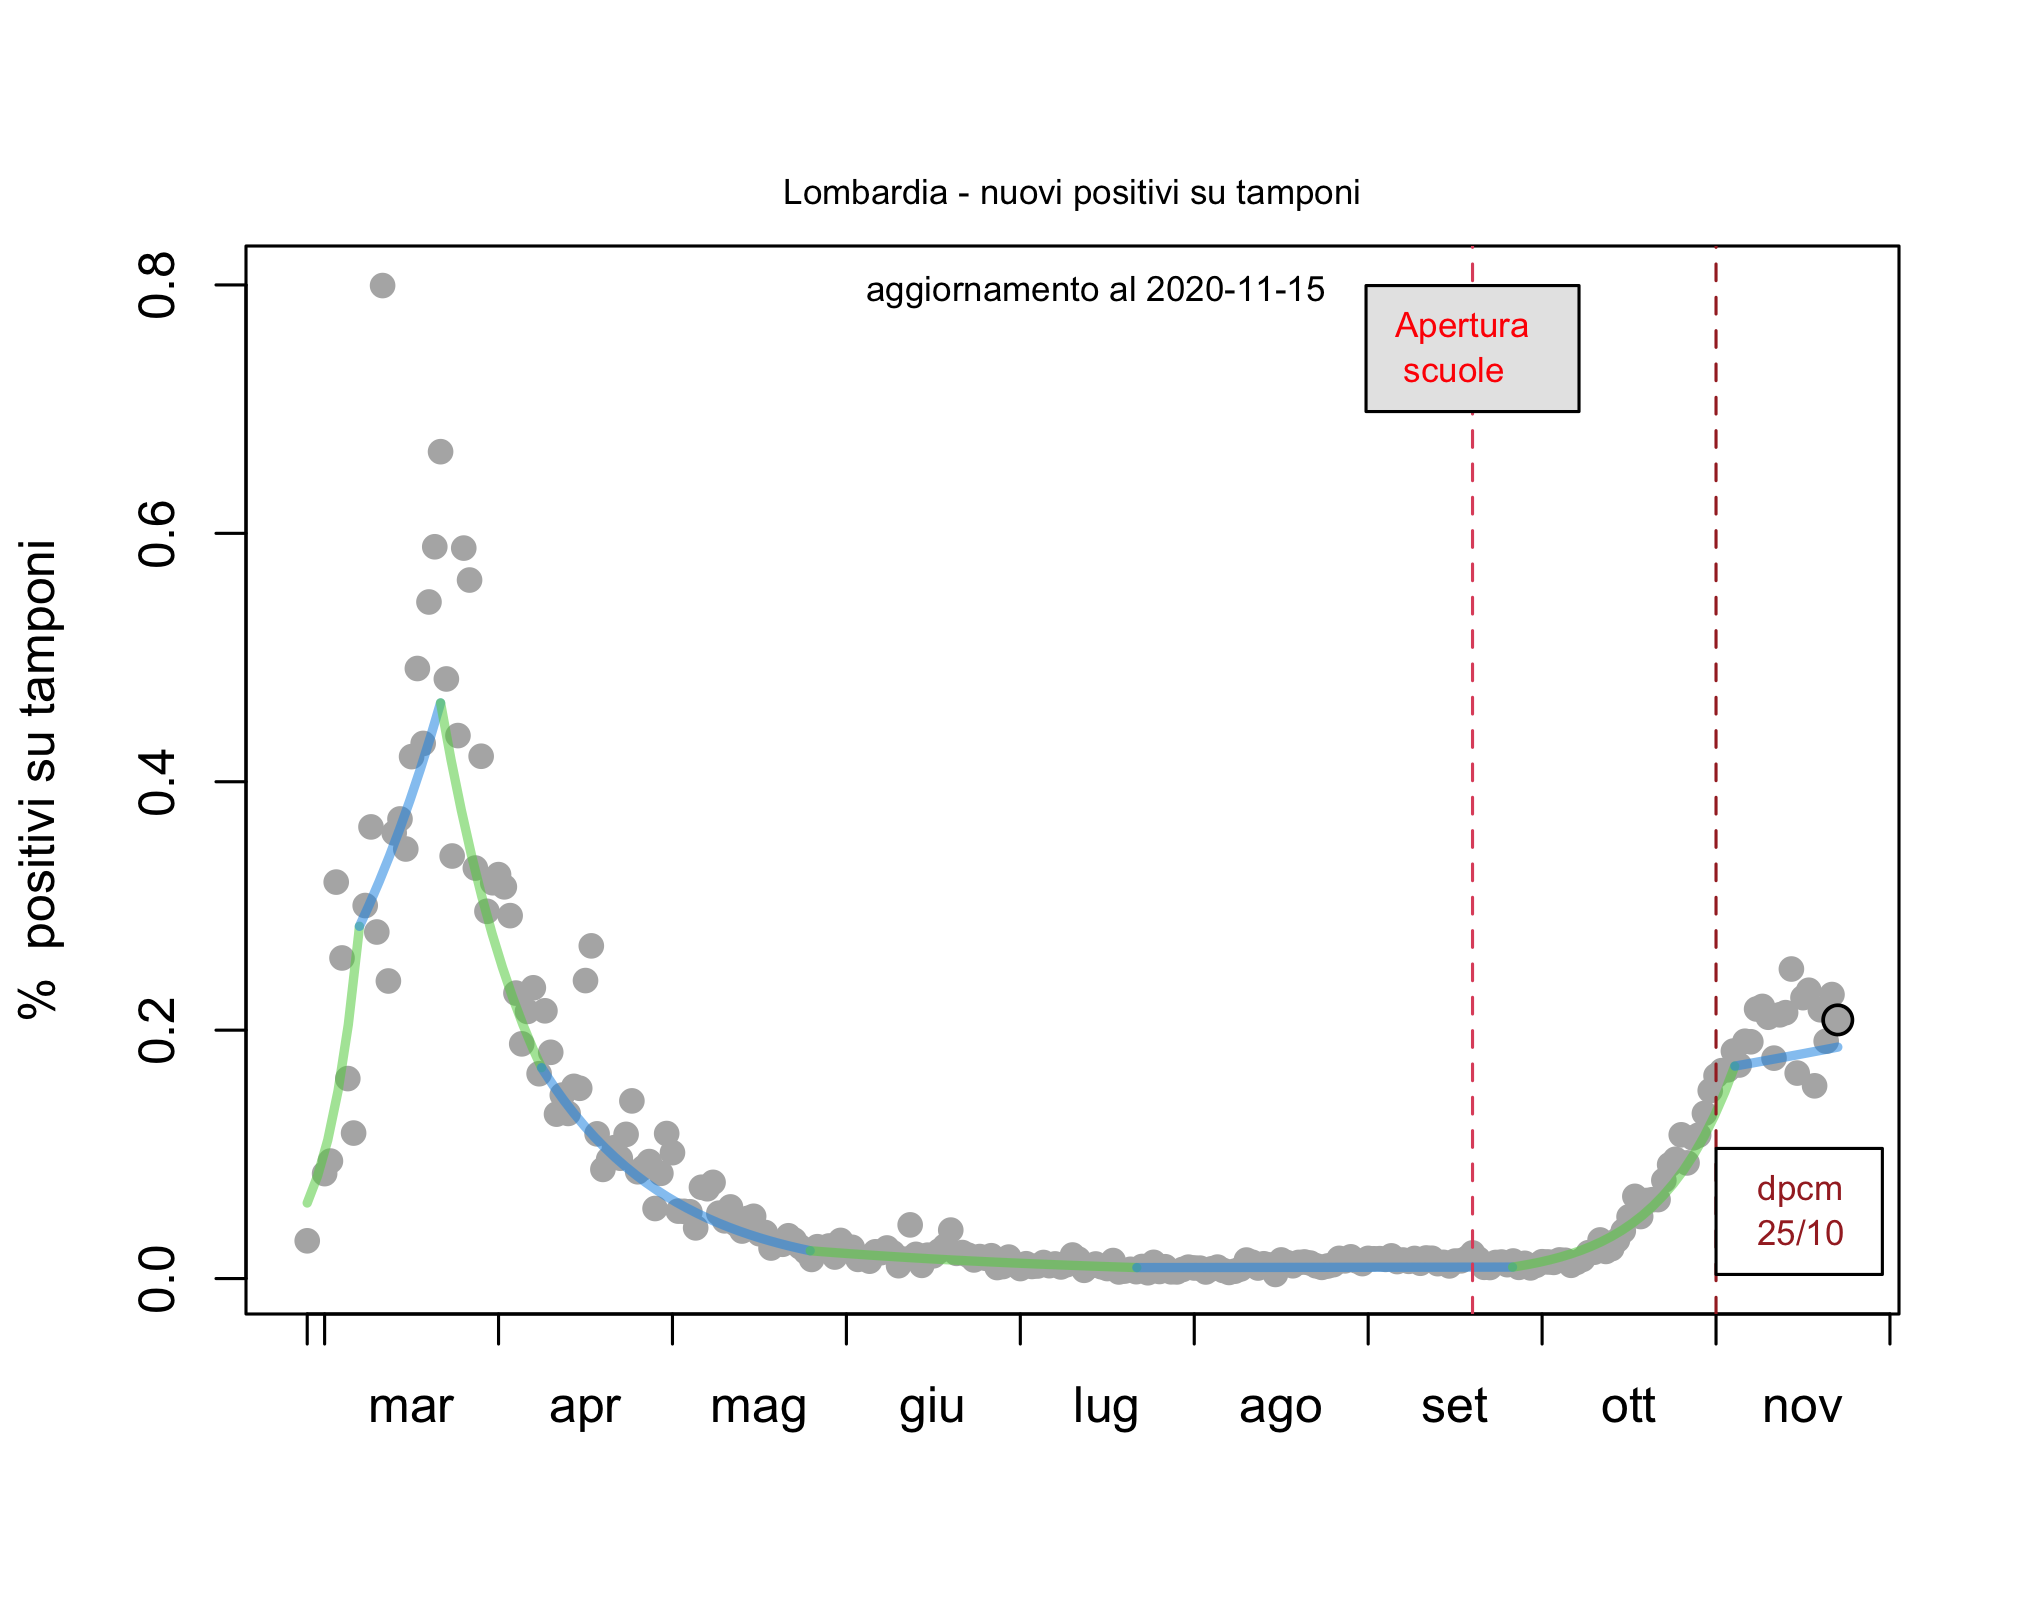 Lombardia - nuovi positivi su tamponi
aggiornamento al 2020-11-15
Apertura
scuole
% positivi su tamponi
0.8
0.6
0.4
0.2
0.0
dpcm
25/10
mar apr mag giu lug ago set ott nov